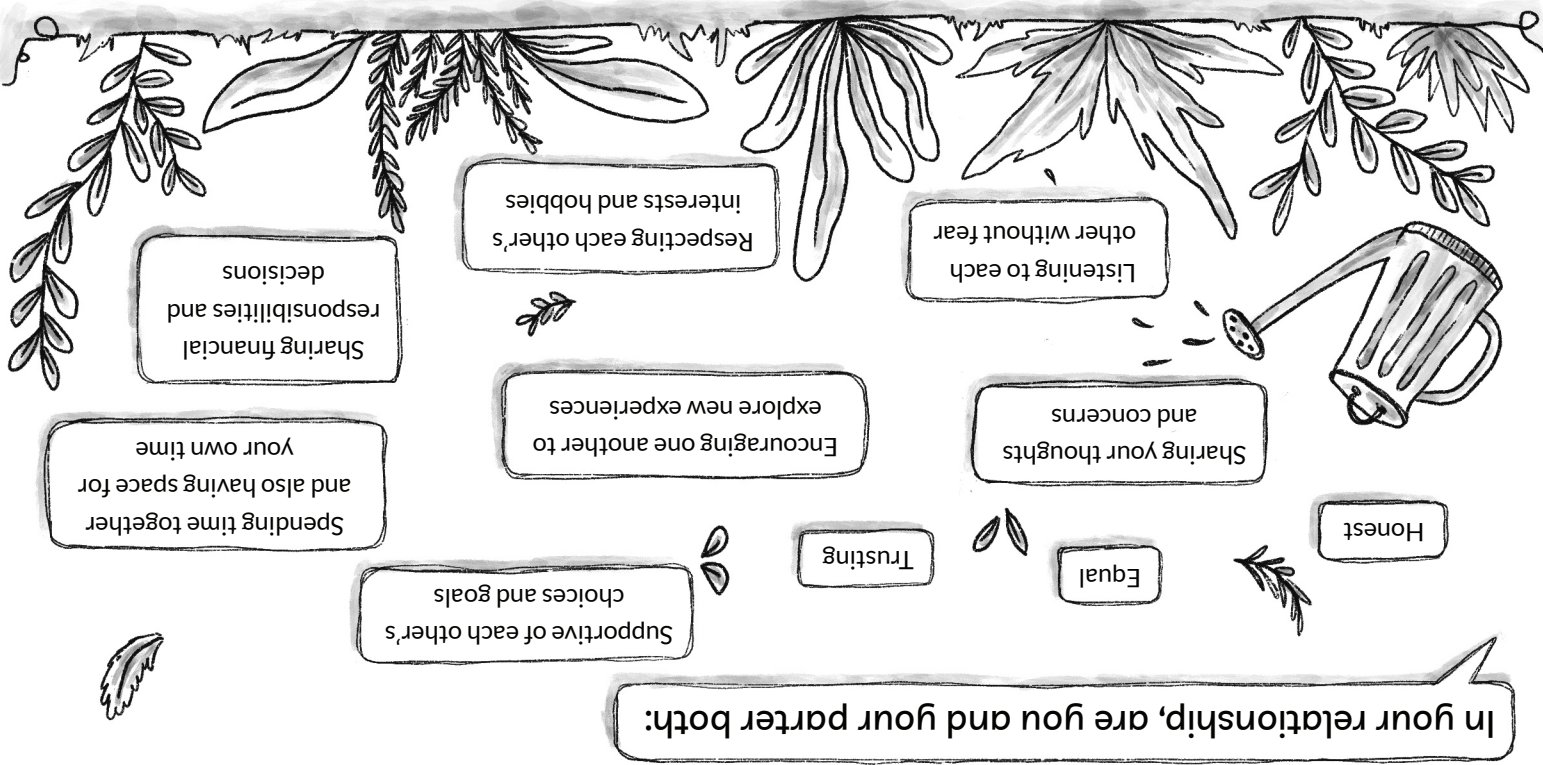 In your relationship, are you and your parter both:
Honest
Equal
Trusting
Supportive of each other's
choices and goals
Sharing your thoughts
and concerns
Encouraging one another to
explore new experiences
Spending time together
and also having space for
your own time
Listening to each
other without fear
Respecting each other's
interests and hobbies
Sharing financial
responsibilities and
decisions